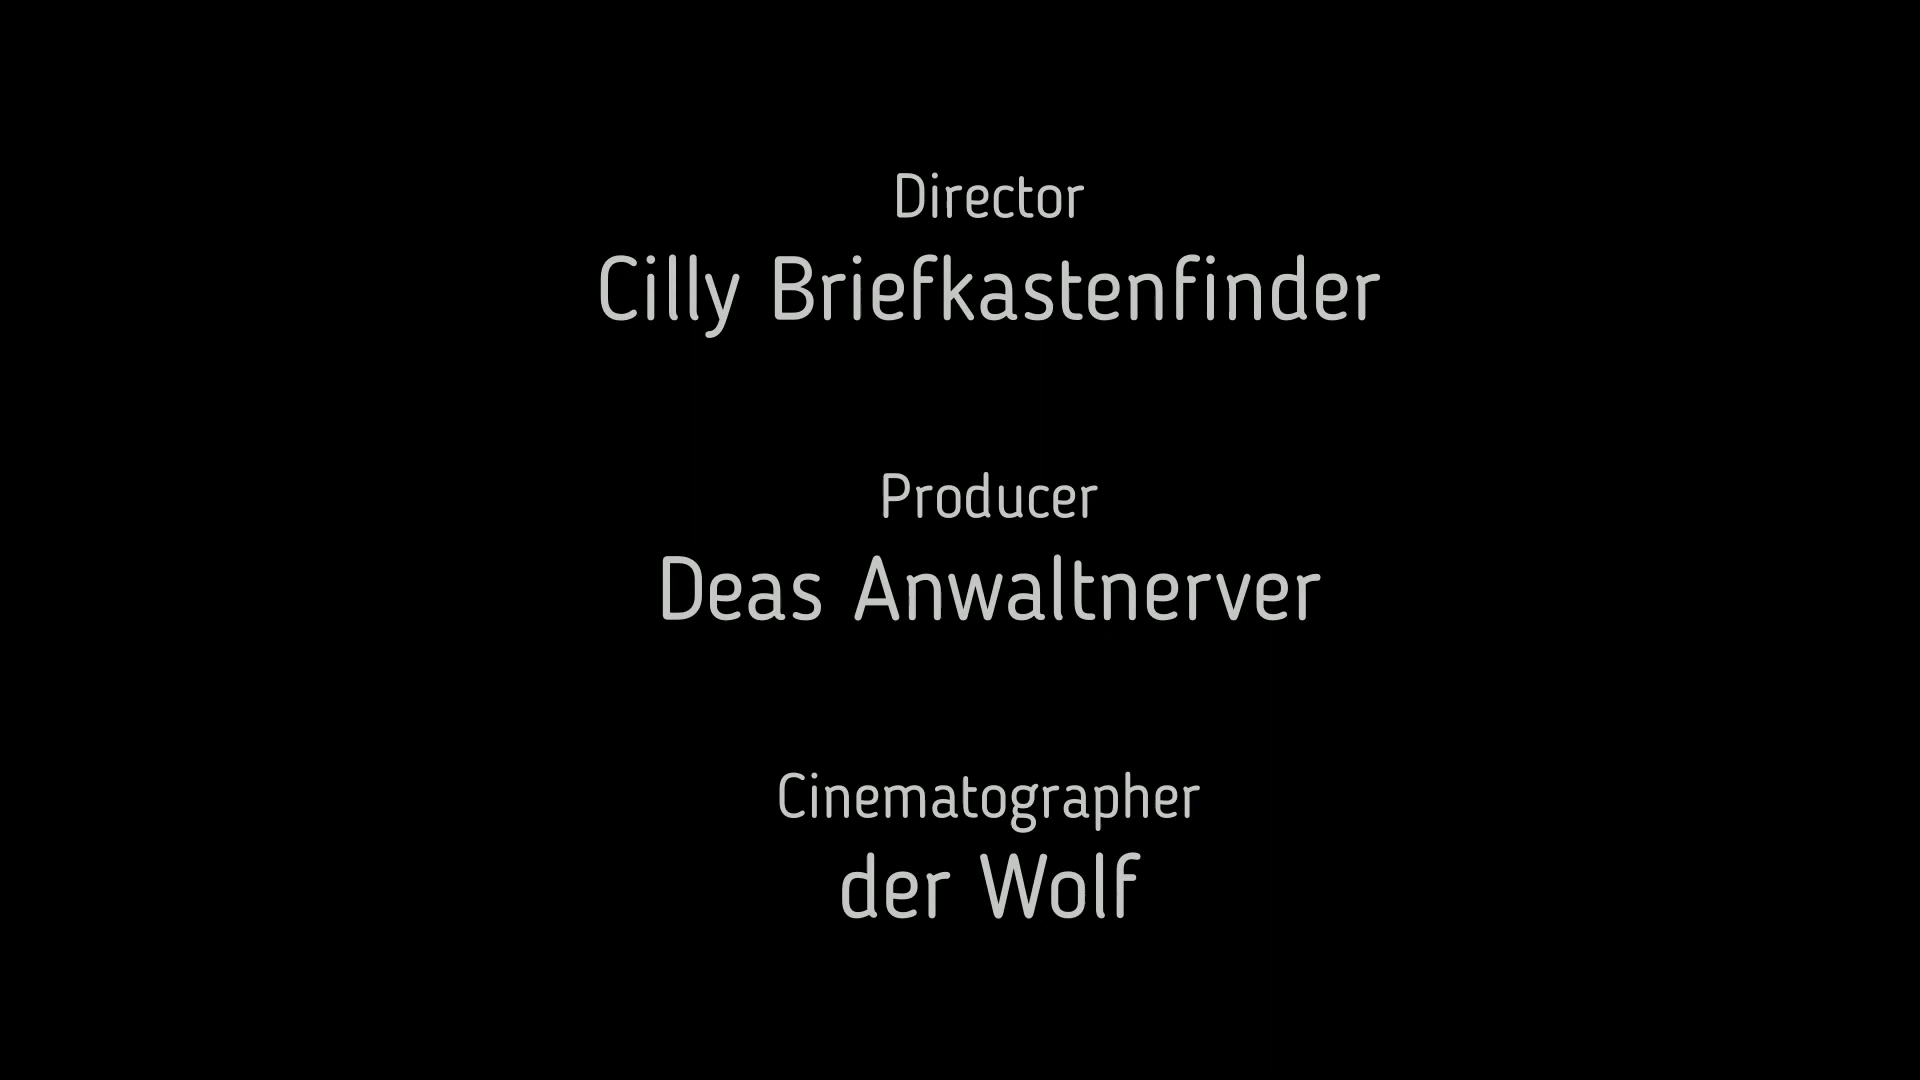 Director
Cilly Briefkastenfinder
Producer
Deas Anwaltnerver
Cinematographer
der Wolf